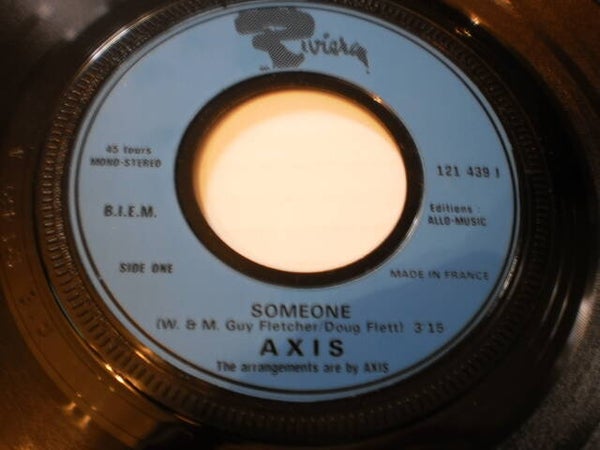 Riviera
45 tours
MONO-STEREO
121 439 I
B.I.E.M.
Editions :
ALLO-MUSIC
SIDE ONE
MADE IN FRANCE
SOMEONE
(W. & M. Guy Fletcher/Doug Flett) 3'15
AXIS
The arrangements are by AXIS